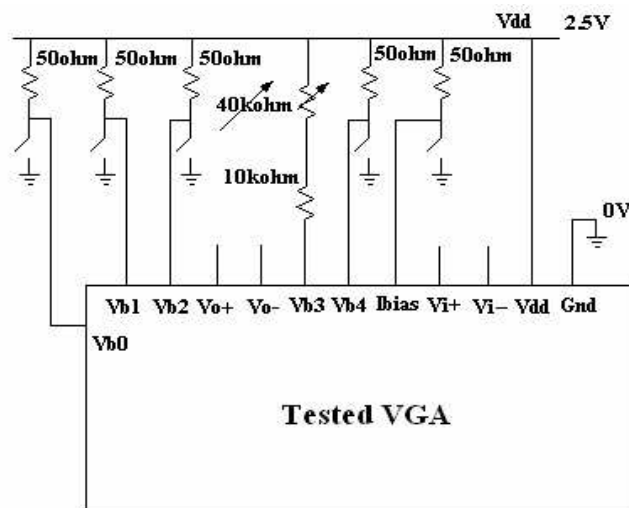 Vdd 2.5V
50ohm 50ohm 50ohm 50ohm 50ohm
40kohm
10kohm
0V
Vb1 Vb2 Vo+ Vo- Vb3 Vb4 Ibias Vi+ Vi- Vdd Gnd
Vb0
Tested VGA